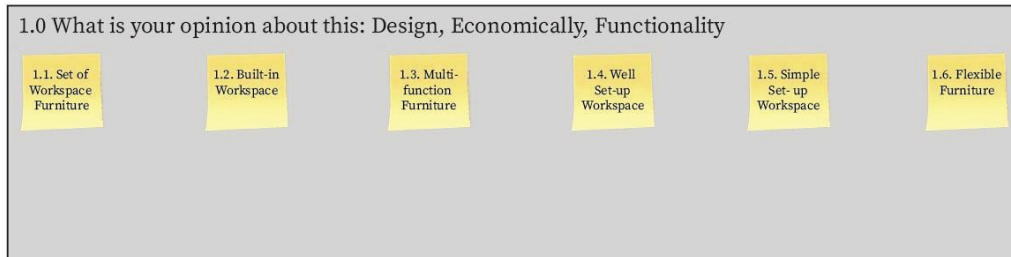 1.0 What is your opinion about this: Design, Economically, Functionality
1.1. Set of
Workspace
Furniture
1.2. Built-in
Workspace
1.3. Multi-
function
Furniture
1.4. Well
Set-up
Workspace
1.5. Simple
Set- up
Workspace
1.6. Flexible
Furniture